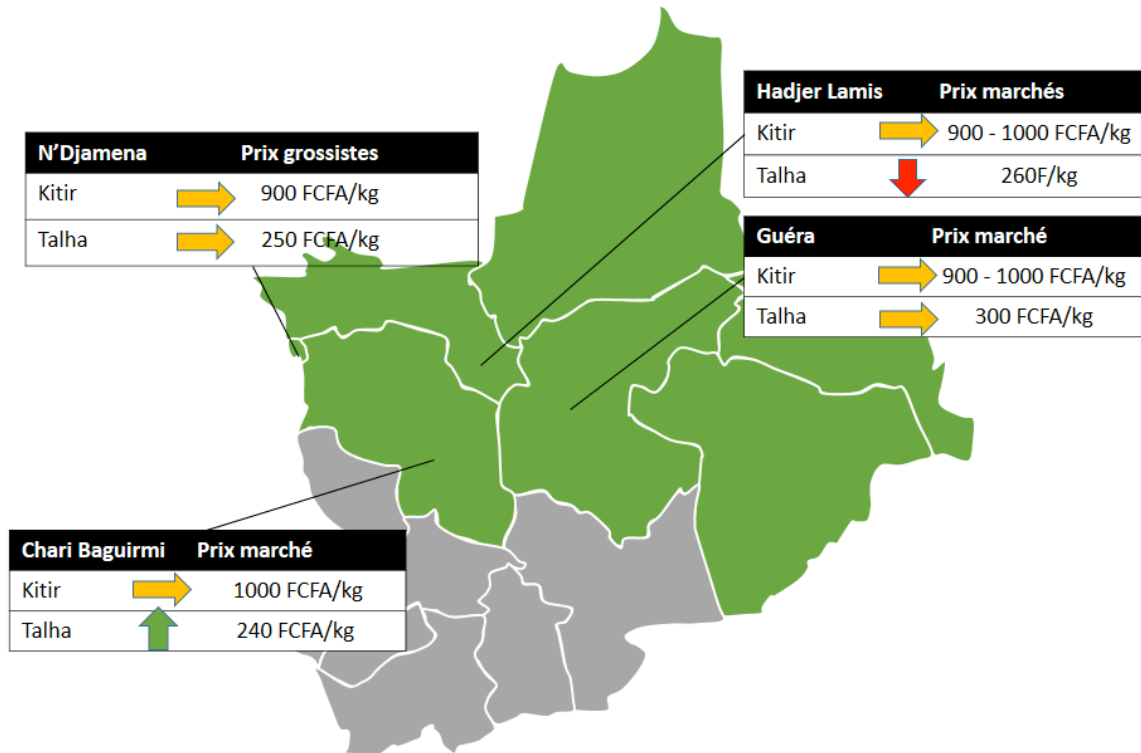 Hadjer Lamis Prix marchés
Kitir 900 - 1000 FCFA/kg
Talha 260F/kg
N'Djamena Prix grossistes
Kitir 900 FCFA/kg
Talha 250 FCFA/kg
Guéra Prix marché
Kitir 900 - 1000 FCFA/kg
Talha 300 FCFA/kg
Chari Baguirmi Prix marché
Kitir 1000 FCFA/kg
Talha 240 FCFA/kg